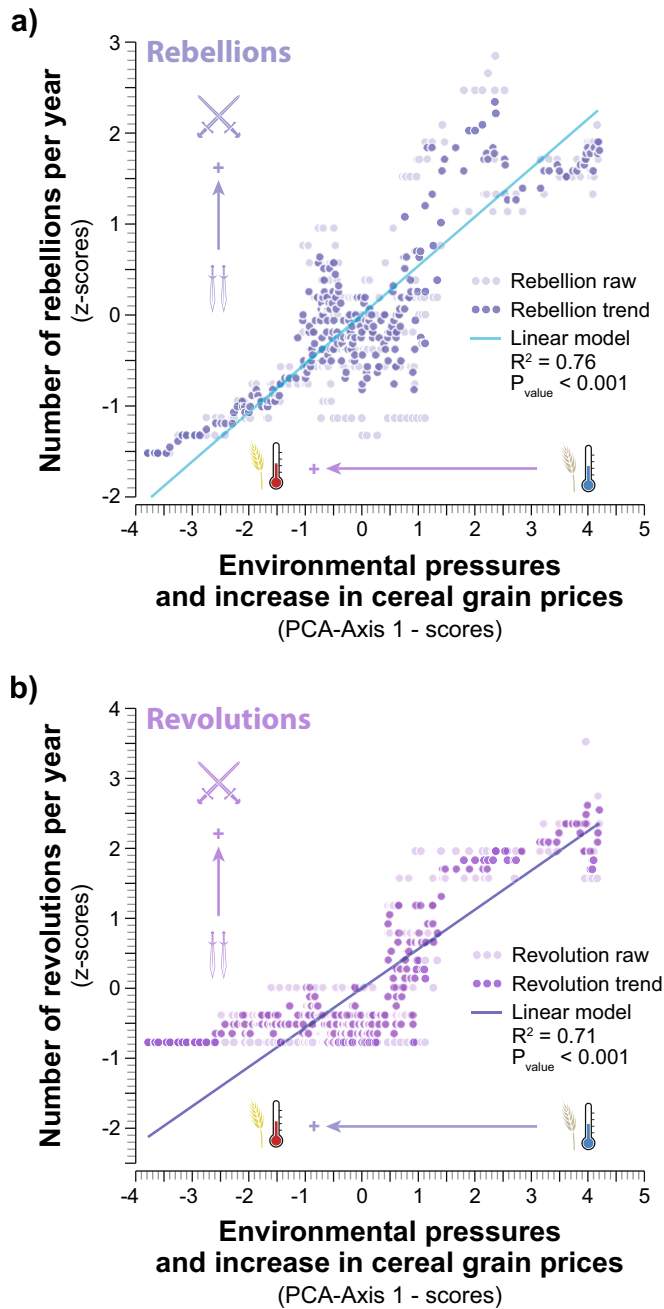 a)
Rebellions
Number of rebellions per year
(z-scores)
3
2
1
0
-1
-2
+
Rebellion raw
Rebellion trend
Linear model
R² = 0.76
P_value < 0.001
+
-4 -3 -2 -1 0 1 2 3 4 5
Environmental pressures
and increase in cereal grain prices
(PCA-Axis 1 - scores)
b)
Revolutions
Number of revolutions per year
(z-scores)
4
3
2
1
0
-1
-2
+
Revolution raw
Revolution trend
Linear model
R² = 0.71
P_value < 0.001
+
-4 -3 -2 -1 0 1 2 3 4 5
Environmental pressures
and increase in cereal grain prices
(PCA-Axis 1 - scores)